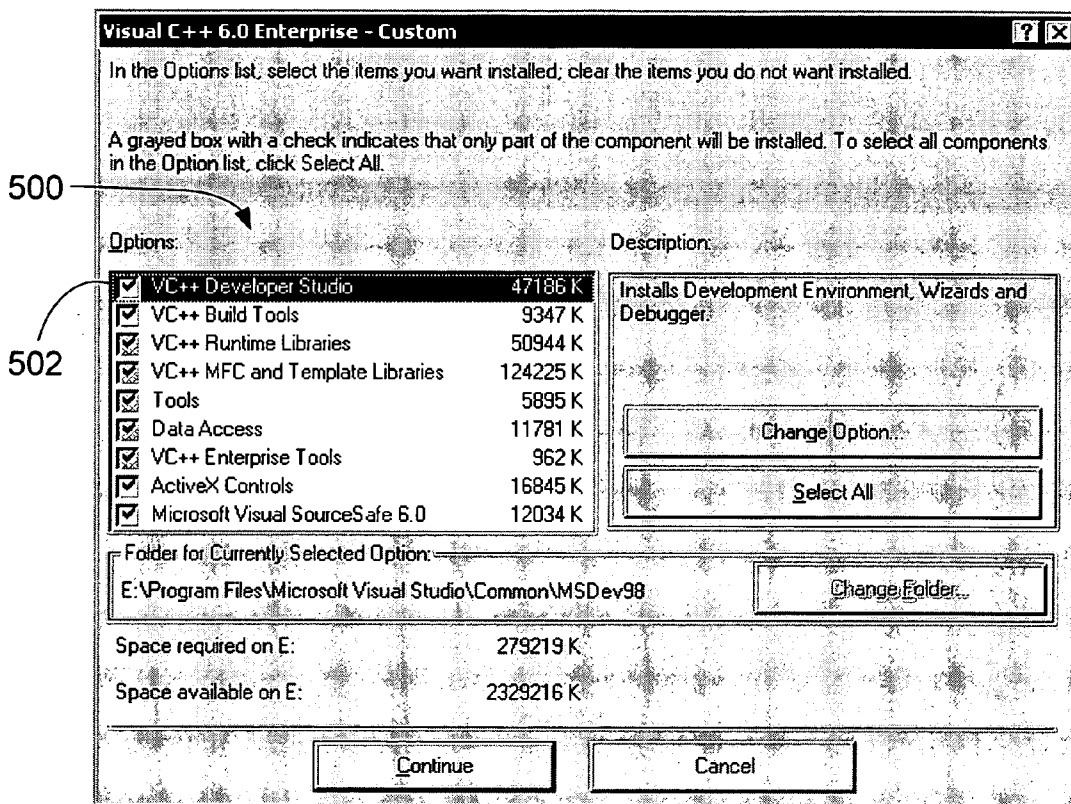 Visual C++ 6.0 Enterprise - Custom
In the Options list, select the items you want installed; clear the items you do not want installed.
A grayed box with a check indicates that only part of the component will be installed. To select all components
in the Option list, click Select All.
500
Options:
Description:
VC++ Developer Studio 47186 K
VC++ Build Tools 9347 K
VC++ Runtime Libraries 50944 K
VC++ MFC and Template Libraries 124225 K
Tools 5895 K
Data Access 11781 K
VC++ Enterprise Tools 962 K
ActiveX Controls 16845 K
Microsoft Visual SourceSafe 6.0 12034 K
502
Installs Development Environment, Wizards and
Debugger.
Change Option...
Select All
Folder for Currently Selected Option:
E:\Program Files\Microsoft Visual Studio\Common\MSDev98
Change Folder...
Space required on E: 279219 K
Space available on E: 2329216 K
Continue
Cancel